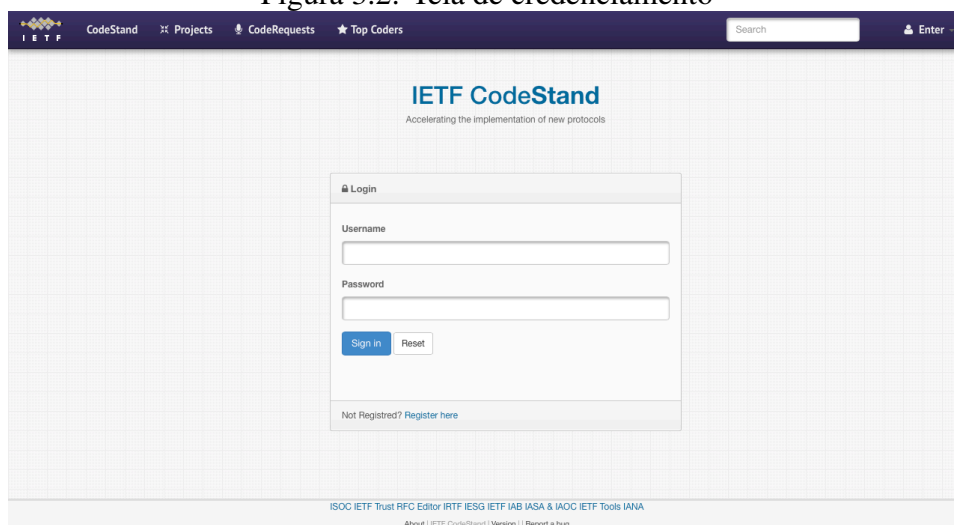 Figura 3.2: Tela de credenciamento
IETF CodeStand Projects CodeRequests Top Coders Search Enter
IETF CodeStand
Accelerating the implementation of new protocols
Login
Username
Password
Sign in Reset
Not Registred? Register here
ISOC IETF Trust RFC Editor IRTF IESG IETF IAB IASA & IAOC IETF Tools IANA
About | IETF CodeStand | Version | | Report a bug